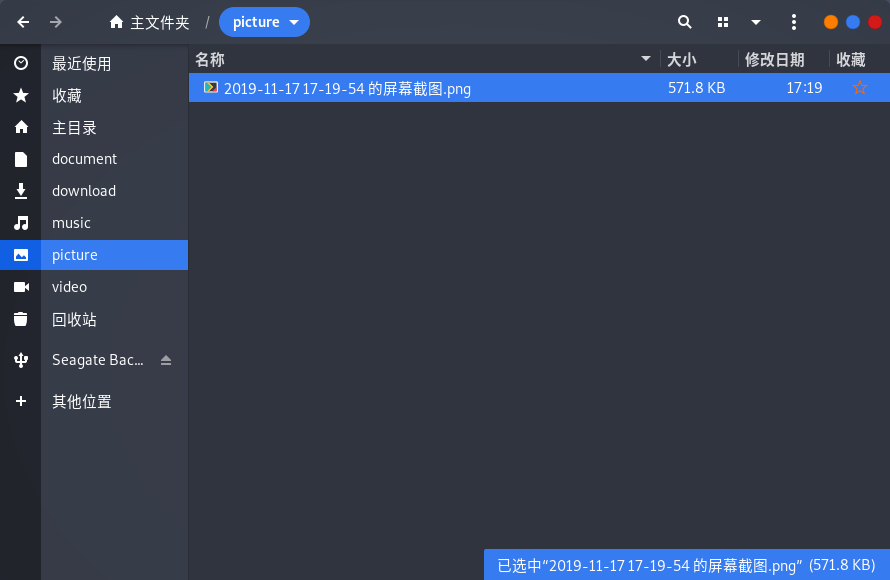 主文件夹 / picture
名称 大小 修改日期 收藏
2019-11-17 17-19-54 的屏幕截图.png 571.8 KB 17:19
最近使用
收藏
主目录
document
download
music
picture
video
回收站
Seagate Bac...
其他位置
已选中“2019-11-17 17-19-54 的屏幕截图.png” (571.8 KB)